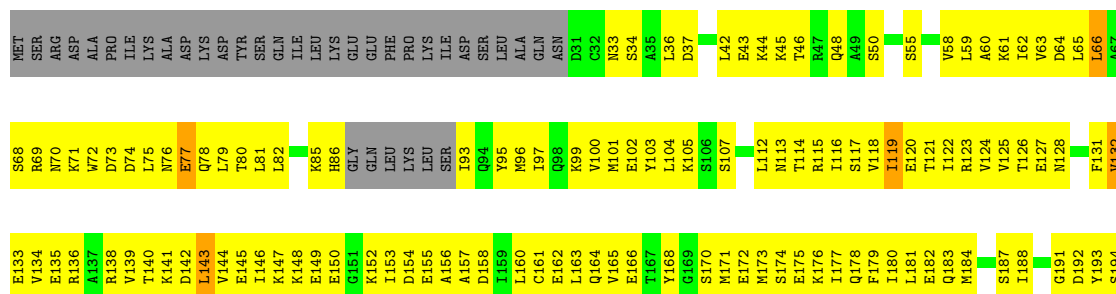 MET SER ARG ASP ALA PRO ILE LYS ALA ASP LYS ASP TYR SER GLN ILE LEU LYS GLU GLU PHE PRO LYS ILE ASP SER LEU ALA GLN ASN D31 C32 N33 S34 A35 L36 D37 L42 E43 K44 K45 T46 R47 Q48 A49 S50 S55 V58 L59 A60 K61 I62 V63 D64 L65 L66 A67
S68 R69 N70 K71 W72 D73 D74 L75 N76 E77 Q78 L79 T80 L81 L82 K85 H86 GLY GLN LEU LYS LEU SER I93 Q94 Y95 M96 I97 Q98 K99 V100 M101 E102 Y103 L104 K105 S106 S107 L112 N113 T114 R115 I116 S117 V118 I119 E120 T121 I122 R123 V124 V125 T126 E127 N128 F131 V132
E133 V134 E135 R136 A137 R138 V139 T140 K141 D142 L143 V144 E145 I146 K147 K148 E149 E150 G151 K152 I153 D154 E155 A156 A157 D158 I159 L160 C161 E162 L163 Q164 V165 E166 T167 Y168 G169 S170 M171 E172 M173 S174 E175 K176 I177 Q178 F179 I180 L181 E182 Q183 M184 S187 I188 G191 D192 Y193 S194